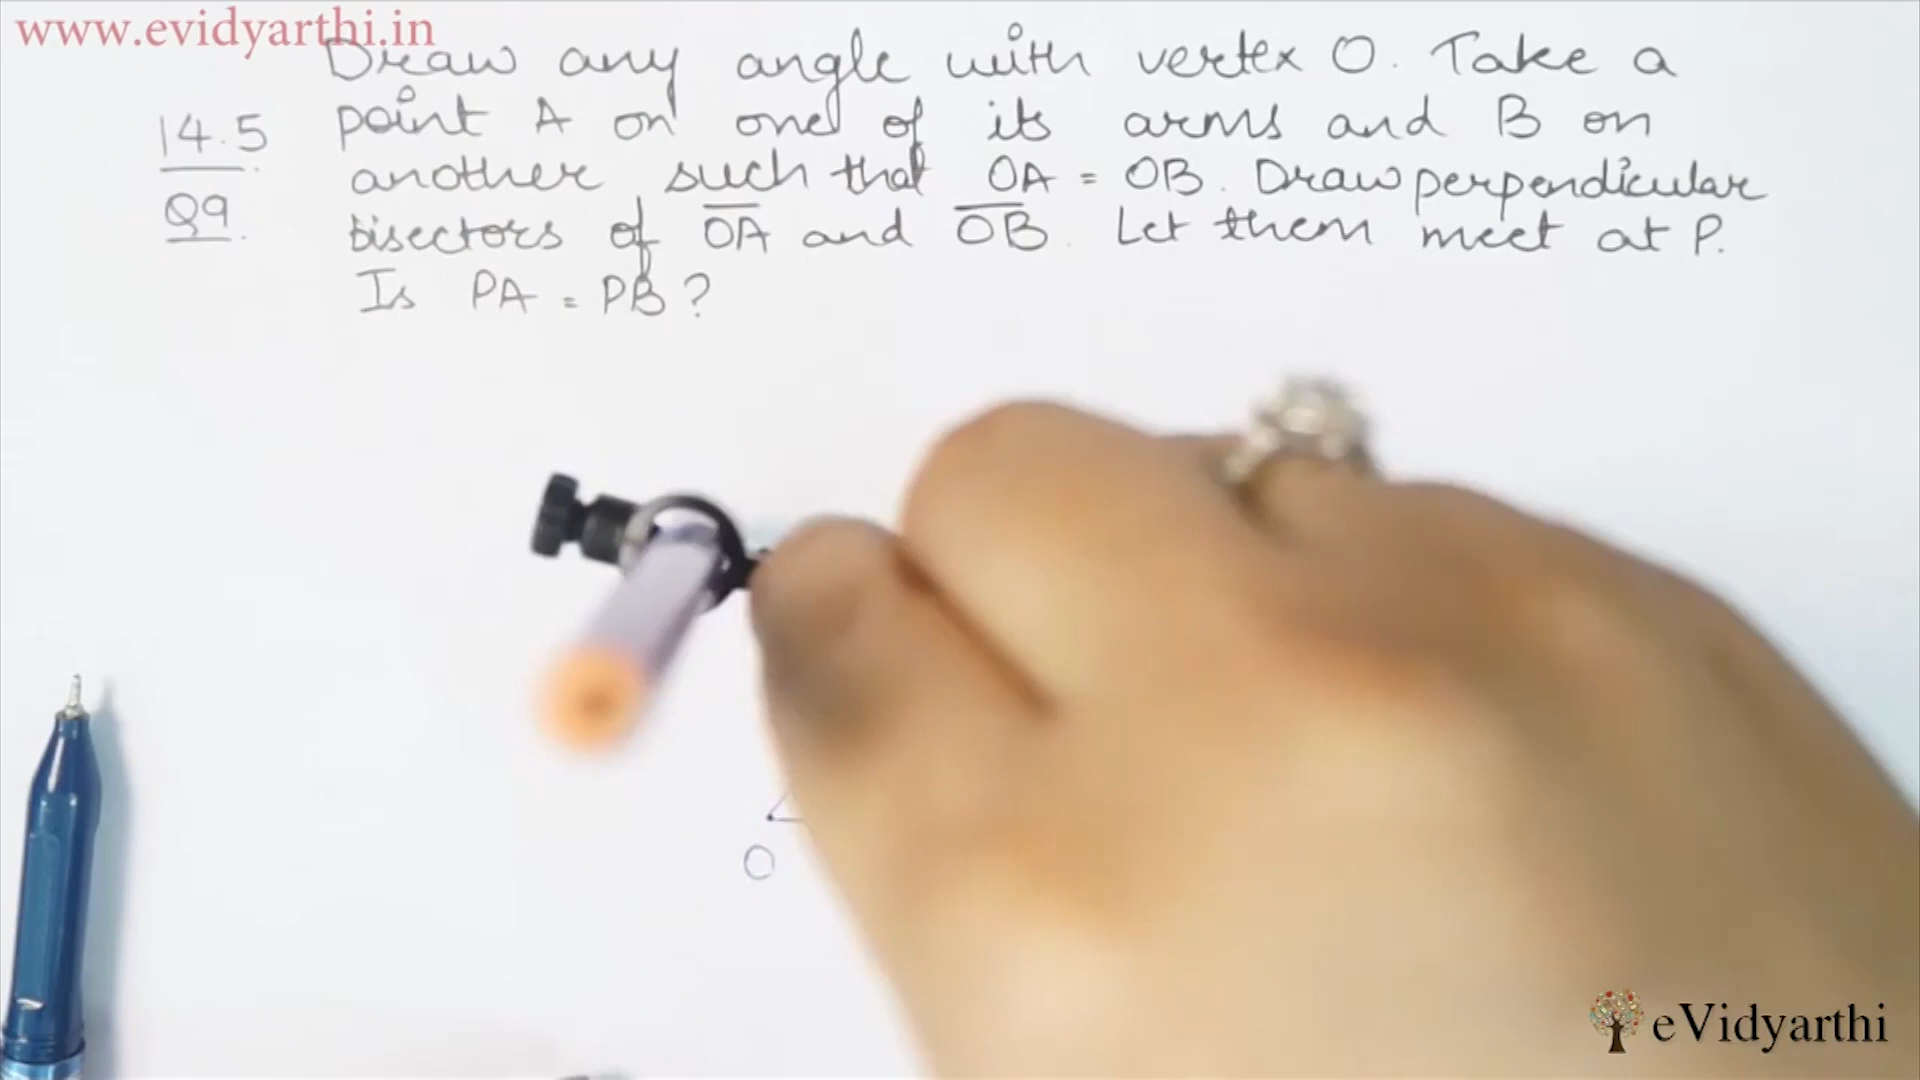 www.evidyarthi.in
Draw any angle with vertex O. Take a
14.5 point A on one of its arms and B on
another such that OA = OB. Draw perpendicular
Q9. bisectors of OA and OB. Let them meet at P.
Is PA = PB?
O
eVidyarthi